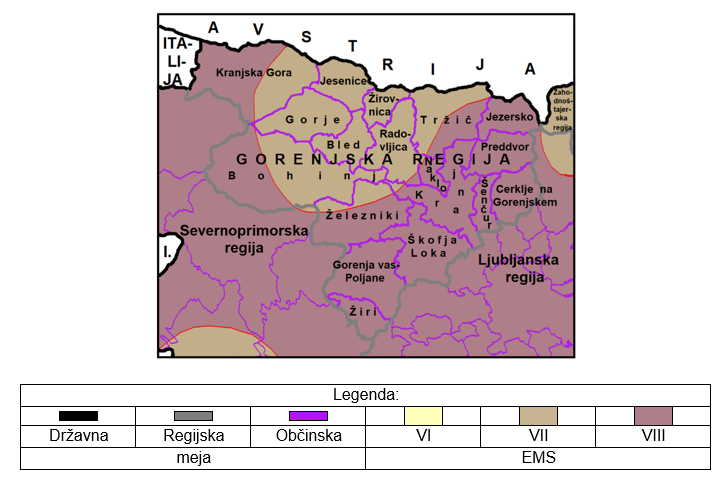 A V S T R I J A
ITA-
LI-
JA
Kranjska Gora
Jesenice
Žirov-
nica
Zaho-
dnoš-
tajer-
ska
regija
Gorje
Tržič
Jezersko
Rado-
vljica
Bled
Preddvor
GORENJSKA REGIJA
Bohinj
Naklo
Kranj
Šenčur
Cerklje na
Gorenjskem
Železniki
Severnoprimorska
regija
Škofja
Loka
I.
Gorenja vas-
Poljane
Ljubljanska
regija
Žiri
Legenda:
Državna Regijska Občinska VI VII VIII
meja EMS